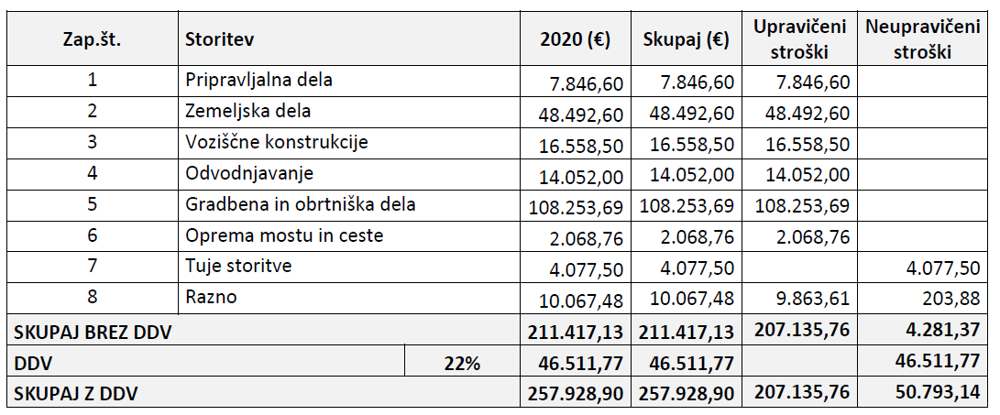 Zap.št. Storitev 2020 (€) Skupaj (€) Upravičeni stroški Neupravičeni stroški
1 Pripravljalna dela 7.846,60 7.846,60 7.846,60
2 Zemeljska dela 48.492,60 48.492,60 48.492,60
3 Voziščne konstrukcije 16.558,50 16.558,50 16.558,50
4 Odvodnjavanje 14.052,00 14.052,00 14.052,00
5 Gradbena in obrtniška dela 108.253,69 108.253,69 108.253,69
6 Oprema mostu in ceste 2.068,76 2.068,76 2.068,76
7 Tuje storitve 4.077,50 4.077,50 4.077,50
8 Razno 10.067,48 10.067,48 9.863,61 203,88
SKUPAJ BREZ DDV 211.417,13 211.417,13 207.135,76 4.281,37
DDV 22% 46.511,77 46.511,77 46.511,77
SKUPAJ Z DDV 257.928,90 257.928,90 207.135,76 50.793,14